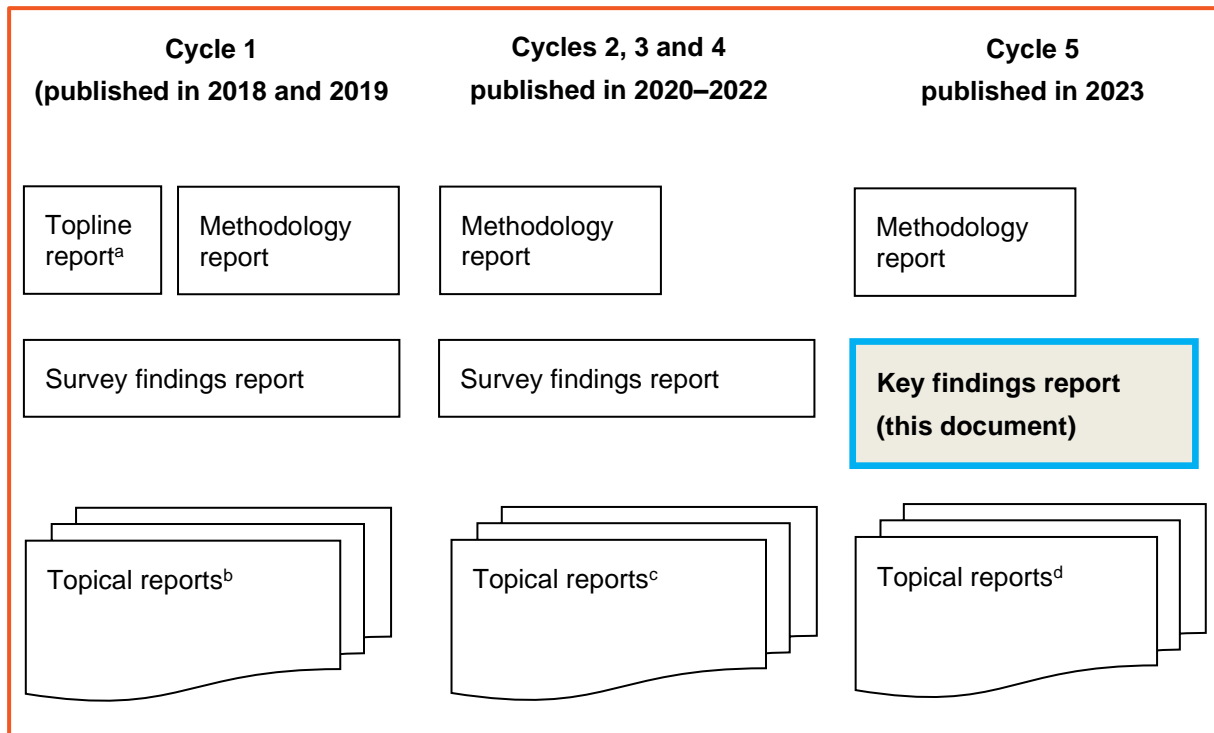 Cycle 1
(published in 2018 and 2019
Cycles 2, 3 and 4
published in 2020–2022
Cycle 5
published in 2023
Topline
reportᵃ
Methodology
report
Methodology
report
Methodology
report
Survey findings report
Survey findings report
Key findings report
(this document)
Topical reportsᵇ
Topical reportsᶜ
Topical reportsᵈ